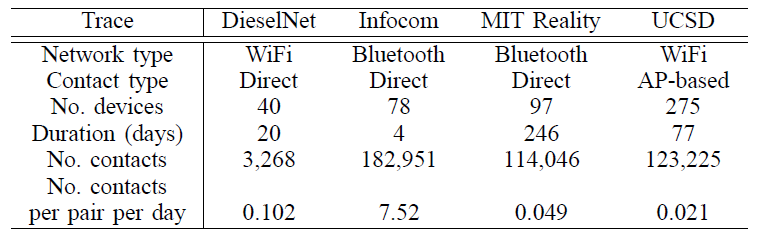 Trace DieselNet Infocom MIT Reality UCSD
Network type WiFi Bluetooth Bluetooth WiFi
Contact type Direct Direct Direct AP-based
No. devices 40 78 97 275
Duration (days) 20 4 246 77
No. contacts 3,268 182,951 114,046 123,225
No. contacts
per pair per day 0.102 7.52 0.049 0.021